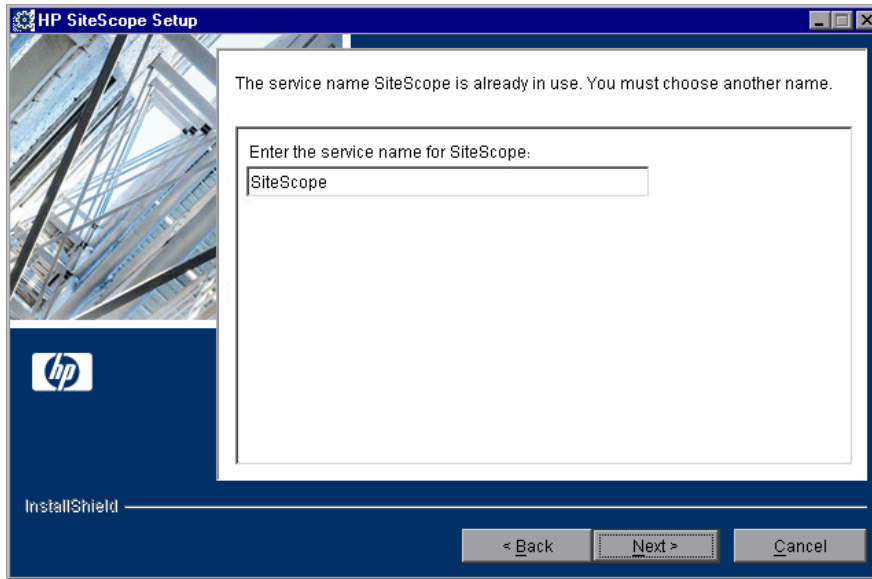 HP SiteScope Setup
The service name SiteScope is already in use. You must choose another name.
Enter the service name for SiteScope:
SiteScope
hp
InstallShield
< Back
Next >
Cancel